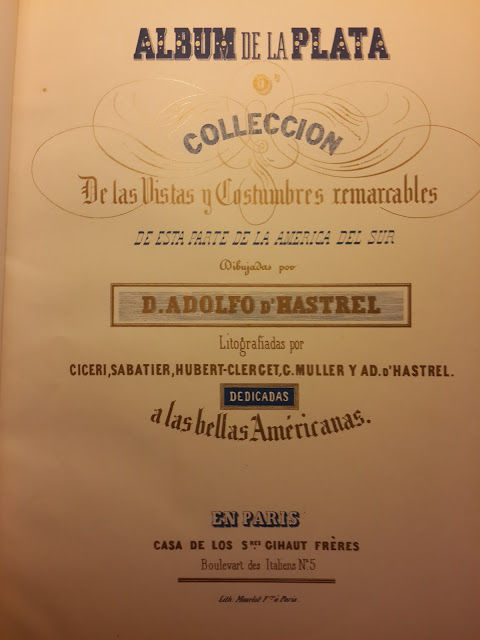 ALBUM DE LA PLATA
Óº
COLLECCION
De las Vistas y Costumbres remarcables
DE ESTA PARTE DE LA AMERICA DEL SUR
Dibujadas por
D. ADOLFO D'HASTREL
Litografiadas por
CICERI, SABATIER, HUBERT-CLERGET, G. MULLER Y AD. D'HASTREL.
DEDICADAS
a las bellas Américanas.
EN PARIS
CASA DE LOS Sres. GIHAUT FRÈRES
Boulevart des Italiens Nº 5
Lith: Mourlot Fres à Paris.